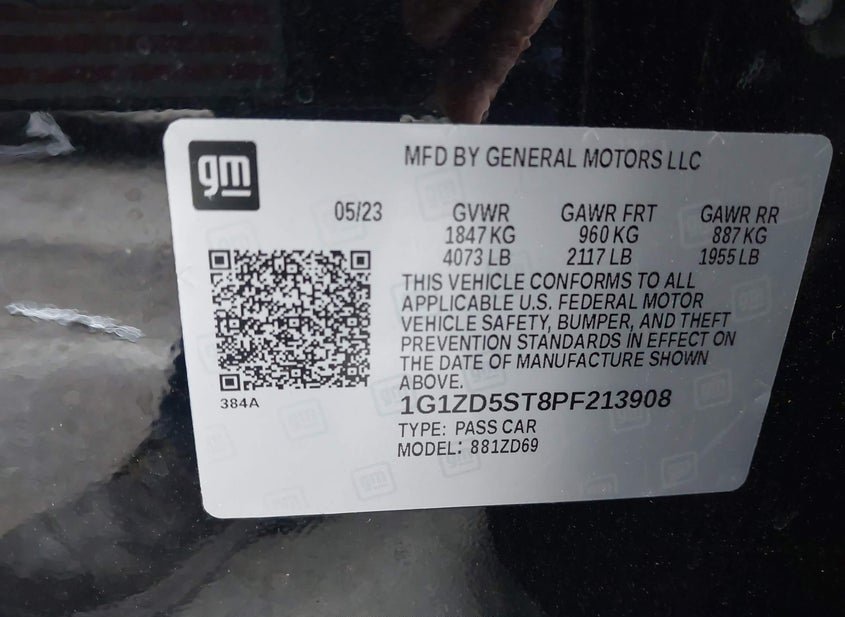 gm
MFD BY GENERAL MOTORS LLC
05/23 GVWR GAWR FRT GAWR RR
1847 KG 960 KG 887 KG
4073 LB 2117 LB 1955 LB
THIS VEHICLE CONFORMS TO ALL
APPLICABLE U.S. FEDERAL MOTOR
VEHICLE SAFETY, BUMPER, AND THEFT
PREVENTION STANDARDS IN EFFECT ON
THE DATE OF MANUFACTURE SHOWN
ABOVE.
384A
1G1ZD5ST8PF213908
TYPE: PASS CAR
MODEL: 881ZD69